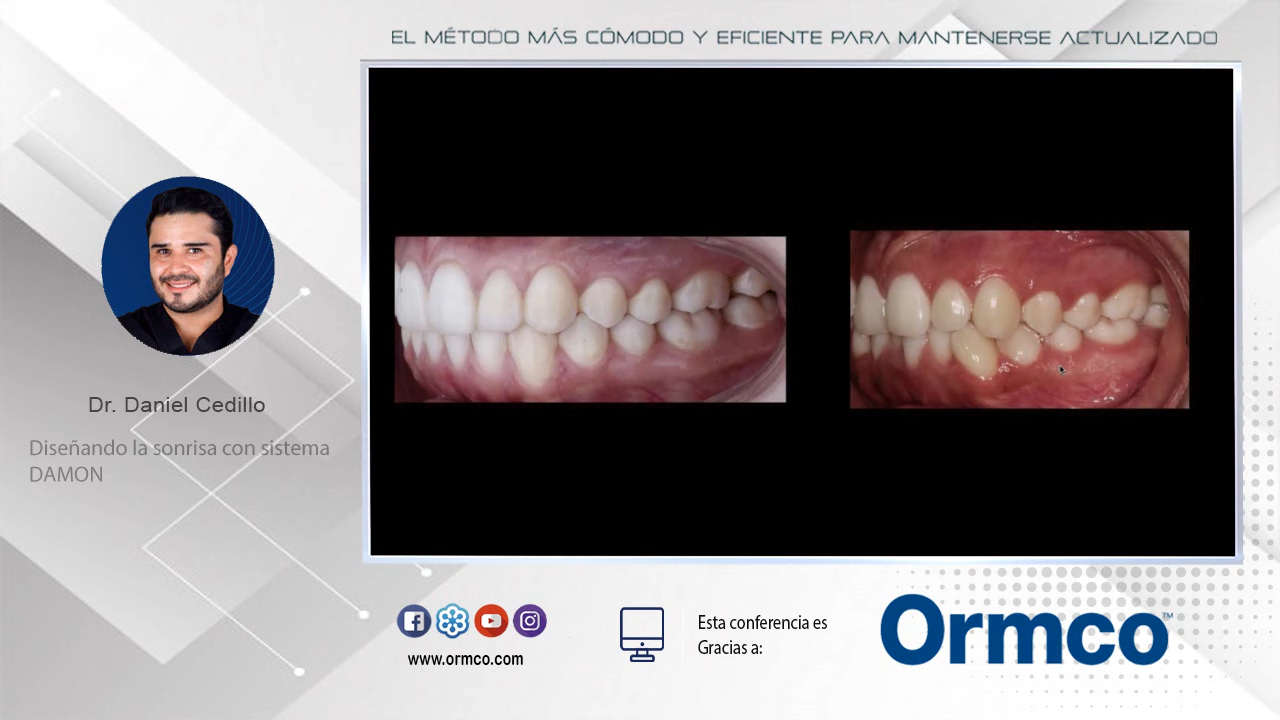 EL MÉTODO MÁS CÓMODO Y EFICIENTE PARA MANTENERSE ACTUALIZADO
Dr. Daniel Cedillo
Diseñando la sonrisa con sistema
DAMON
www.ormco.com
Esta conferencia es
Gracias a:
Ormco™